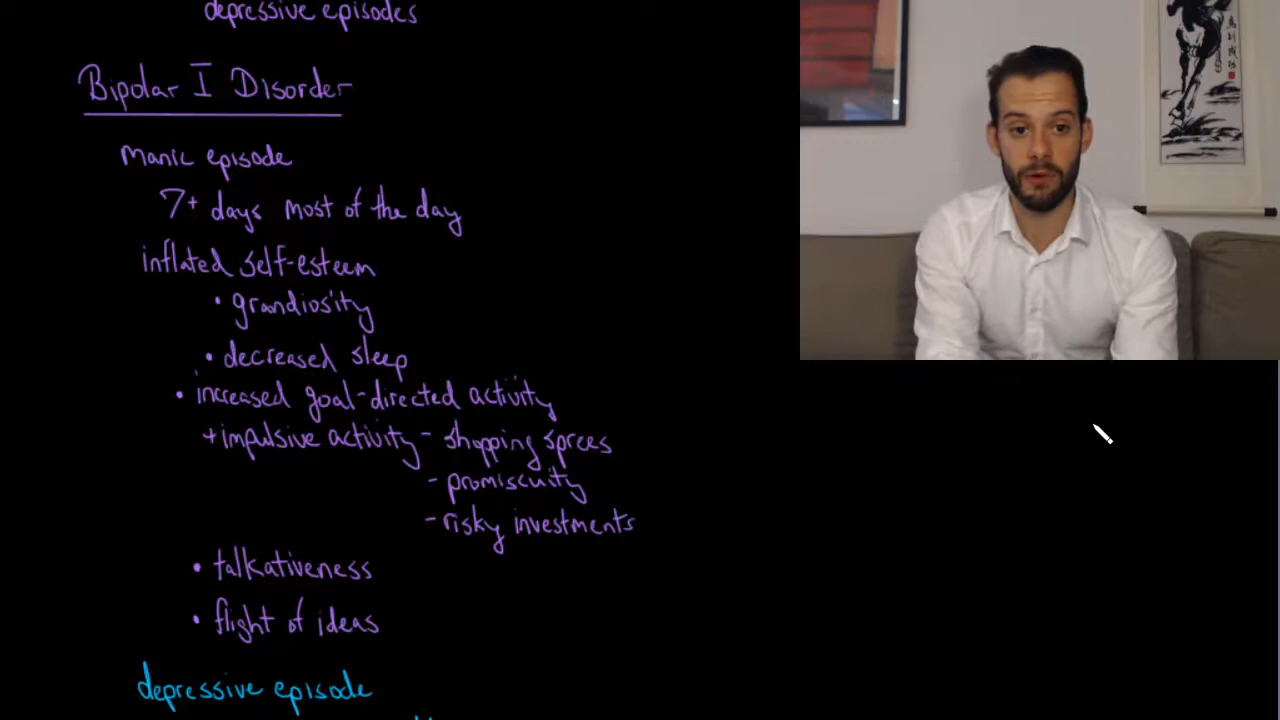 depressive episodes
Bipolar I Disorder
Manic episode
7+ days most of the day
inflated self-esteem
• grandiosity
• decreased sleep
• increased goal-directed activity
+ impulsive activity - shopping sprees
- promiscuity
- risky investments
• talkativeness
• flight of ideas
depressive episode